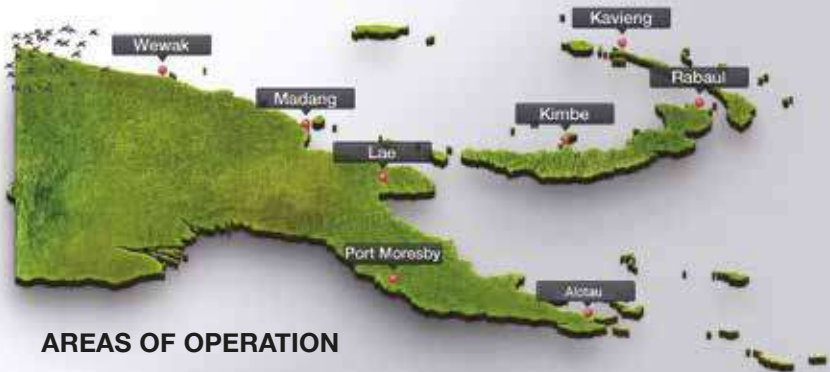 Kavieng
Wewak
Rabaul
Madang
Kimbe
Lae
Port Moresby
Alotau
AREAS OF OPERATION